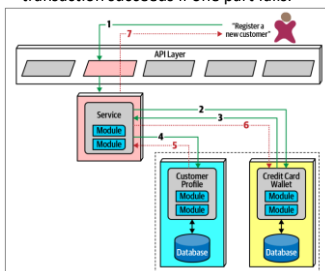 transaction succeeds if one part fails.
1
7
"Register a
new customer"
API Layer
Service
Module
Module
2
3
6
4
5
Customer
Profile
Module
Module
Database
Credit Card
Wallet
Module
Module
Database